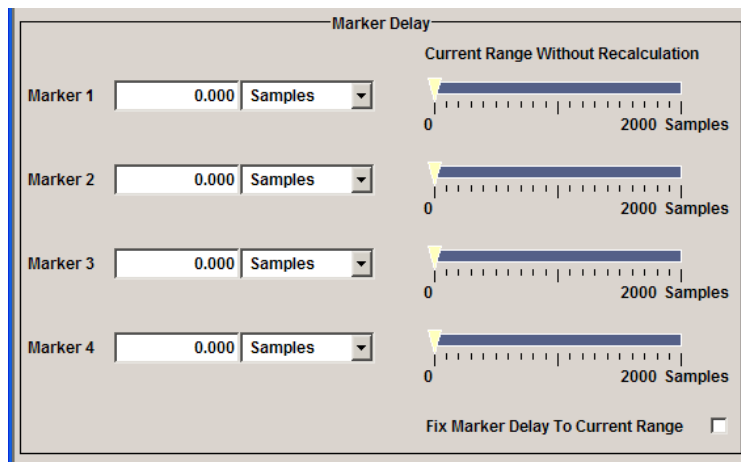 Marker Delay
Current Range Without Recalculation
Marker 1 0.000 Samples
0 2000 Samples
Marker 2 0.000 Samples
0 2000 Samples
Marker 3 0.000 Samples
0 2000 Samples
Marker 4 0.000 Samples
0 2000 Samples
Fix Marker Delay To Current Range